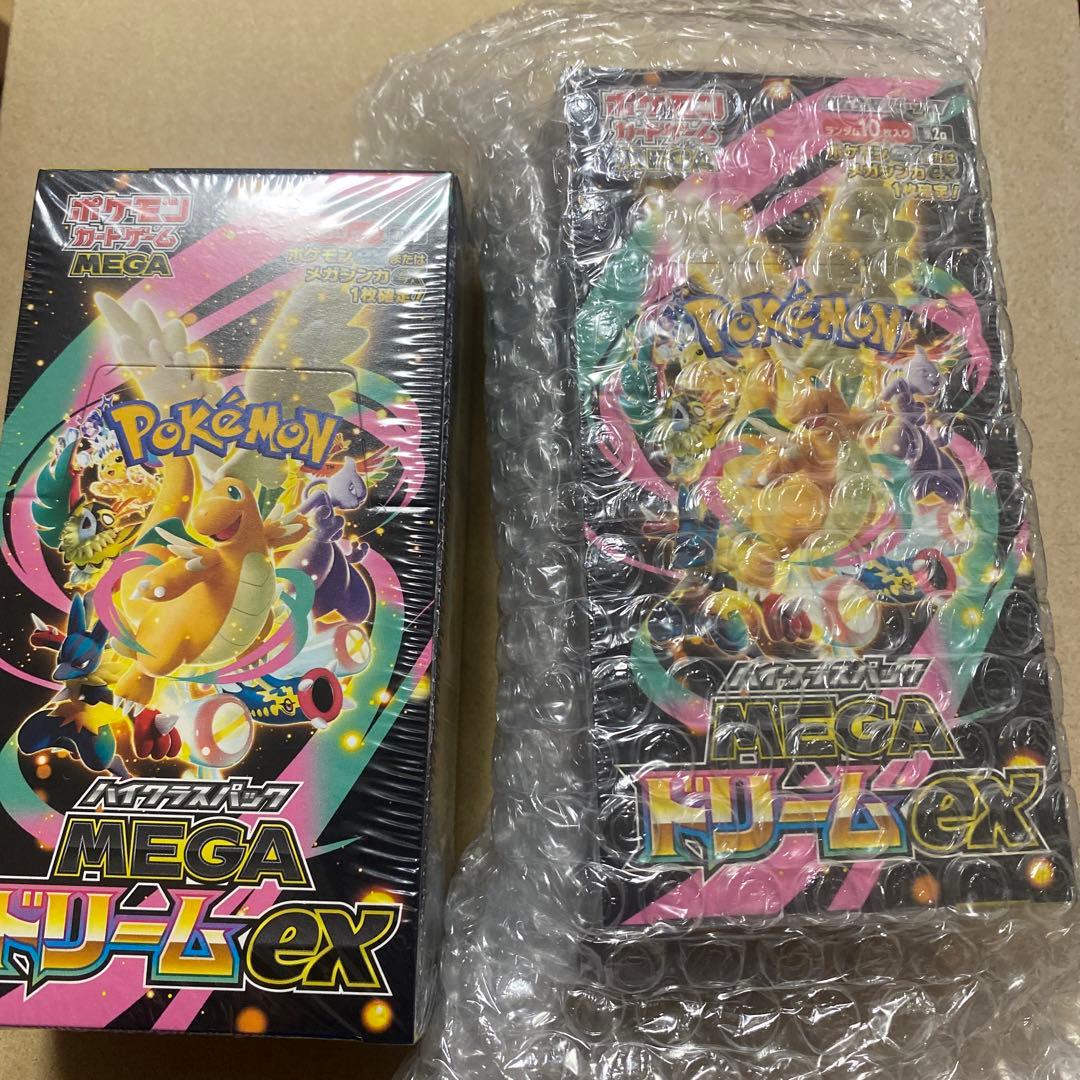 ポケモン
カードゲーム
MEGA
ポケモン または
メガシンカ ex
1枚確定!!
POKÉMON
ハイクラスパック
MEGA
ドリームex
ポケモン
カードゲーム
MEGA
ランダム10枚入り
メガシンカ ex
1枚確定!!
POKÉMON
ハイクラスパック
MEGA
ドリームex